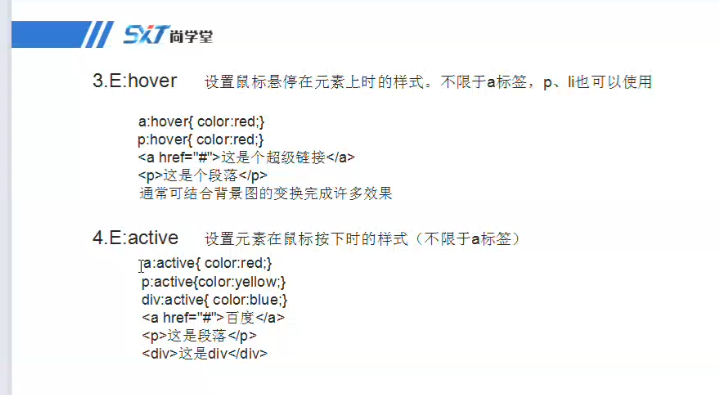 SXT 尚学堂
3.E:hover 设置鼠标悬停在元素上时的样式。不限于a标签，p、li也可以使用
a:hover{ color:red;}
p:hover{ color:red;}
<a href="#">这是个超级链接</a>
<p>这是个段落</p>
通常可结合背景图的变换完成许多效果
4.E:active 设置元素在鼠标按下时的样式（不限于a标签）
a:active{ color:red;}
p:active{color:yellow;}
div:active{ color:blue;}
<a href="#">百度</a>
<p>这是段落</p>
<div>这是div</div>